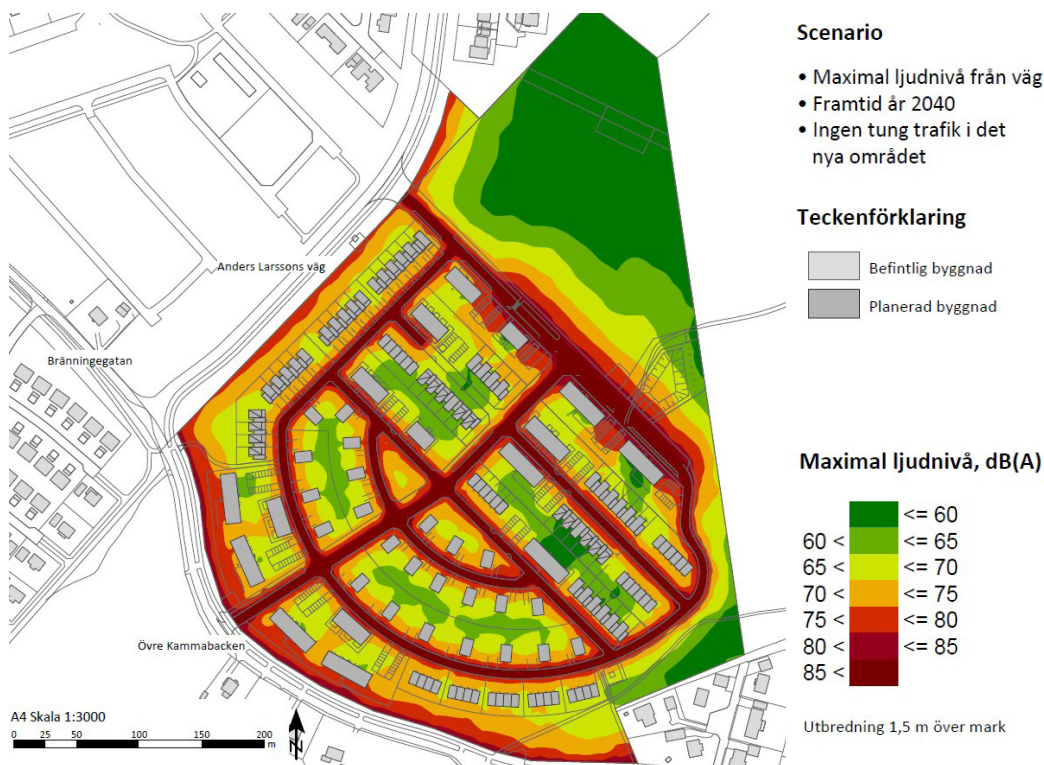 Scenario
• Maximal ljudnivå från väg
• Framtid år 2040
• Ingen tung trafik i det
nya området
Teckenförklaring
Befintlig byggnad
Planerad byggnad
Anders Larssons väg
Bränningegatan
Övre Kammabacken
Maximal ljudnivå, dB(A)
<= 60
60 < <= 65
65 < <= 70
70 < <= 75
75 < <= 80
80 < <= 85
85 <
Utbredning 1,5 m över mark
A4 Skala 1:3000
0 25 50 100 150 200
m
N